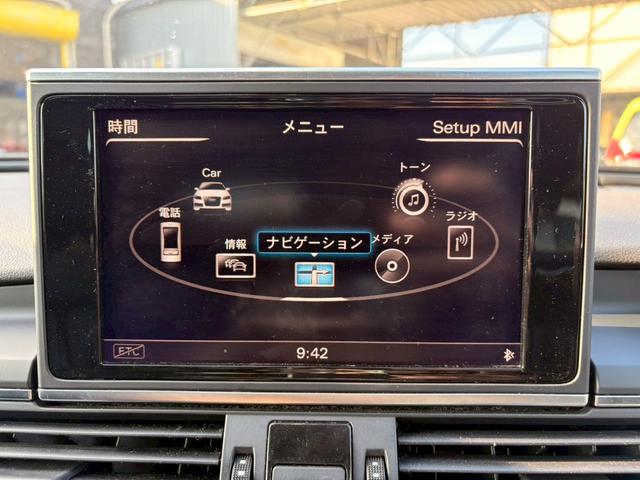 時間 メニュー Setup MMI
Car トーン
電話 ラジオ
情報 ナビゲーション メディア
ETC 9:42